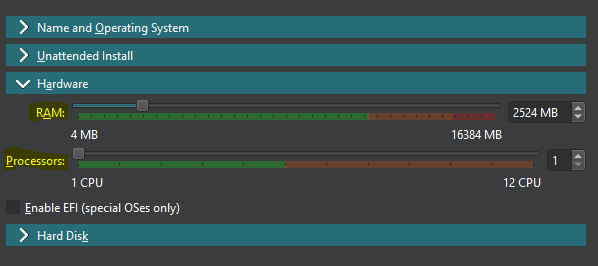 Name and Operating System
Unattended Install
Hardware
RAM: 2524 MB
4 MB 16384 MB
Processors: 1
1 CPU 12 CPU
Enable EFI (special OSes only)
Hard Disk